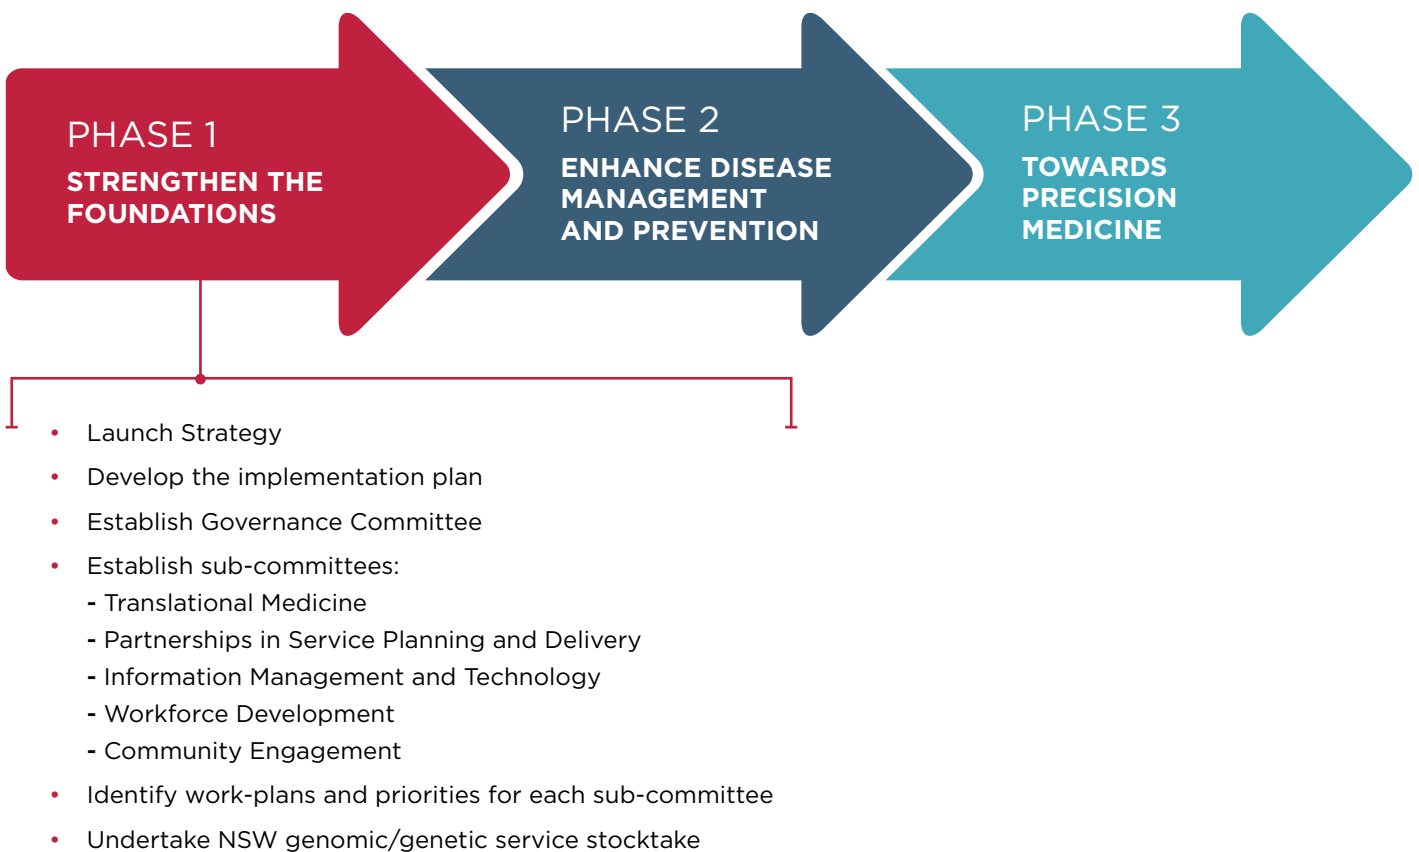 PHASE 1
STRENGTHEN THE
FOUNDATIONS
PHASE 2
ENHANCE DISEASE
MANAGEMENT
AND PREVENTION
PHASE 3
TOWARDS
PRECISION
MEDICINE
• Launch Strategy
• Develop the implementation plan
• Establish Governance Committee
• Establish sub-committees:
- Translational Medicine
- Partnerships in Service Planning and Delivery
- Information Management and Technology
- Workforce Development
- Community Engagement
• Identify work-plans and priorities for each sub-committee
• Undertake NSW genomic/genetic service stocktake